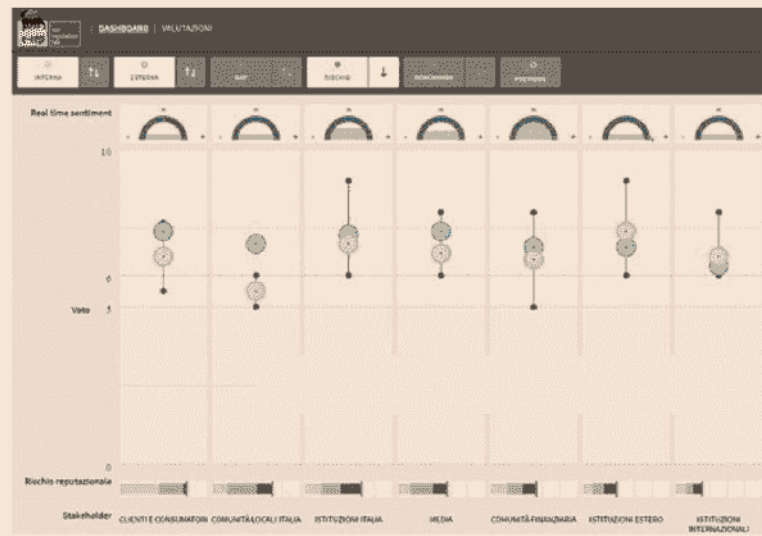 DASHBOARD | VALUTAZIONI
INTERNA
ESTERNA
GAP
RISCHIO
Real time sentiment
10
6
Voto 5
0
Rischio reputazionale
Stakeholder
CLIENTI E CONSUMATORI COMUNITÀ LOCALI ITALIA ISTITUZIONI ITALIA MEDIA COMUNITÀ FINANZIARIA ISTITUZIONI ESTERO ISTITUZIONI
INTERNAZIONALI